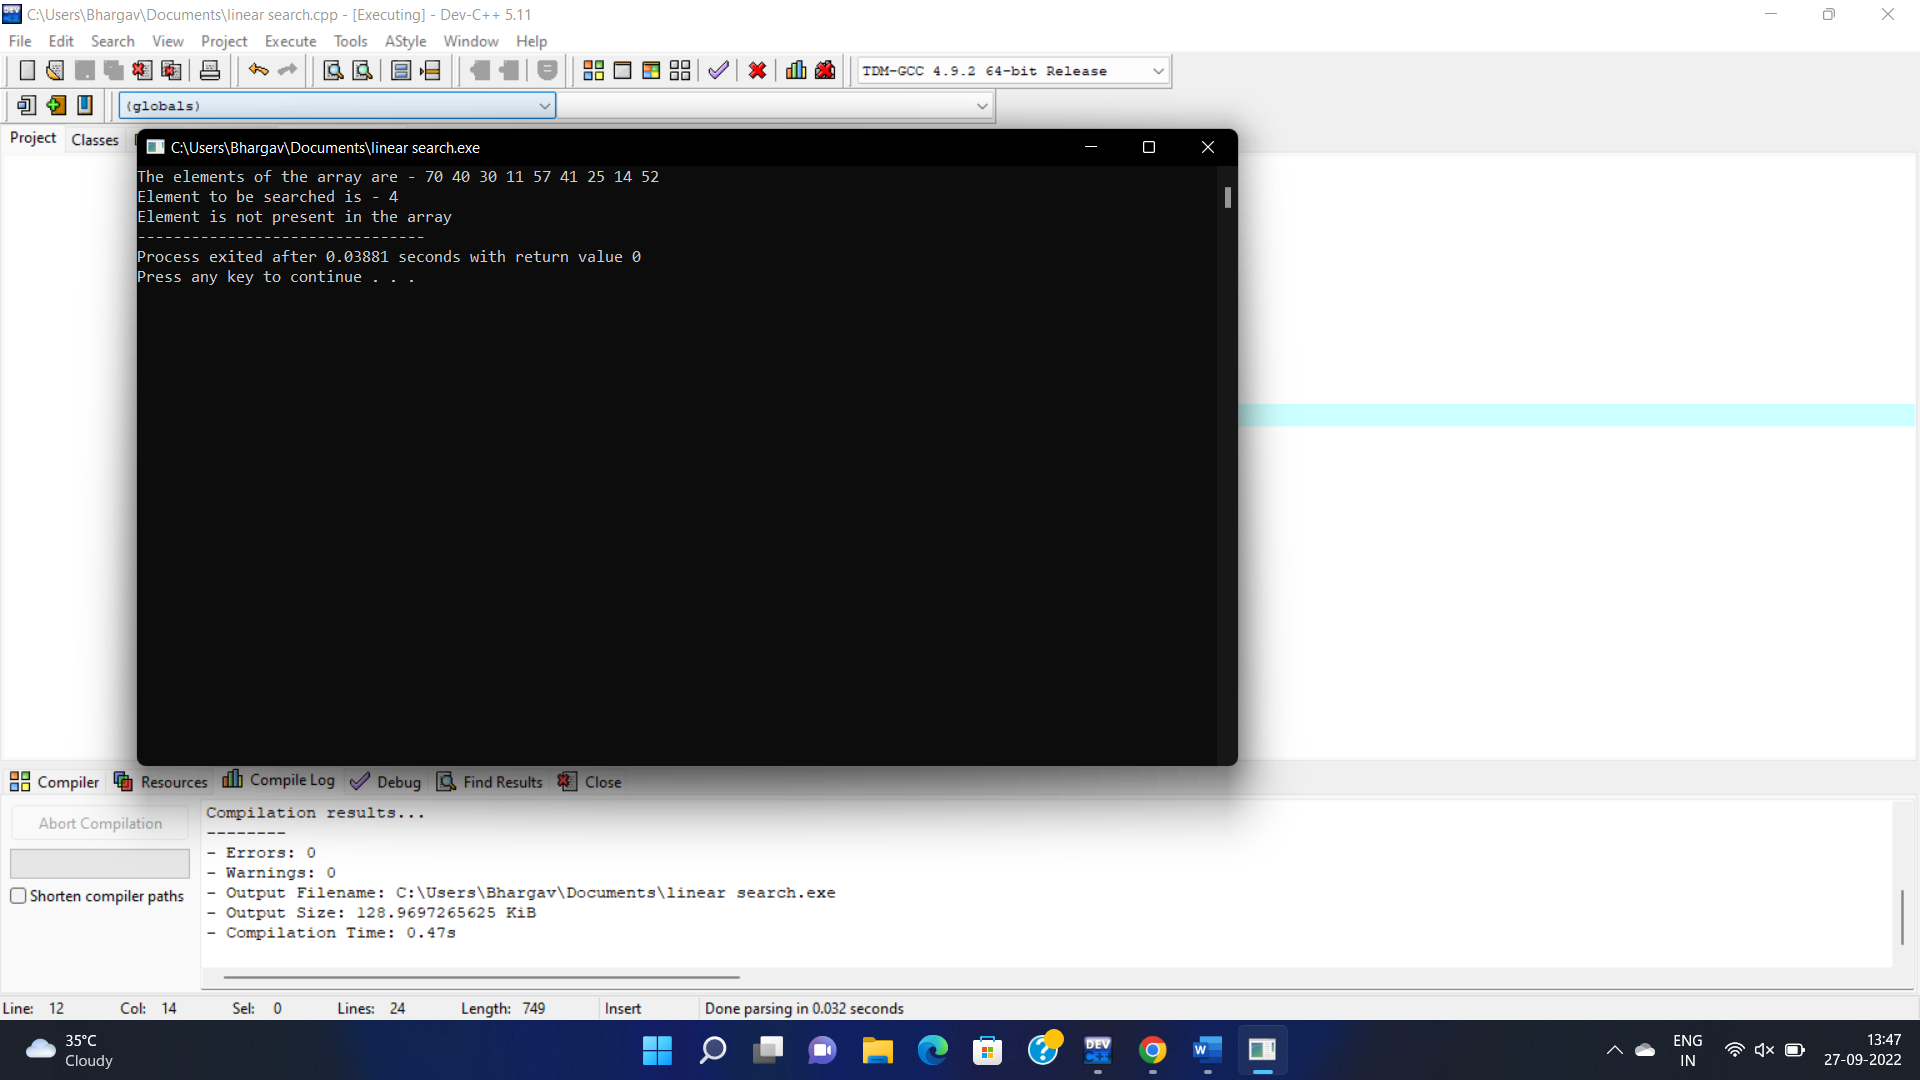 C:\Users\Bhargav\Documents\linear search.cpp - [Executing] - Dev-C++ 5.11
File Edit Search View Project Execute Tools AStyle Window Help
TDM-GCC 4.9.2 64-bit Release
(globals)
Project Classes
C:\Users\Bhargav\Documents\linear search.exe
The elements of the array are - 70 40 30 11 57 41 25 14 52
Element to be searched is - 4
Element is not present in the array
--------------------------------
Process exited after 0.03881 seconds with return value 0
Press any key to continue . . .
Compiler Resources Compile Log Debug Find Results Close
Abort Compilation
Shorten compiler paths
Compilation results...
--------
- Errors: 0
- Warnings: 0
- Output Filename: C:\Users\Bhargav\Documents\linear search.exe
- Output Size: 128.9697265625 KiB
- Compilation Time: 0.47s
Line: 12 Col: 14 Sel: 0 Lines: 24 Length: 749 Insert Done parsing in 0.032 seconds
35°C
Cloudy
DEV
C++
W
ENG
IN
13:47
27-09-2022